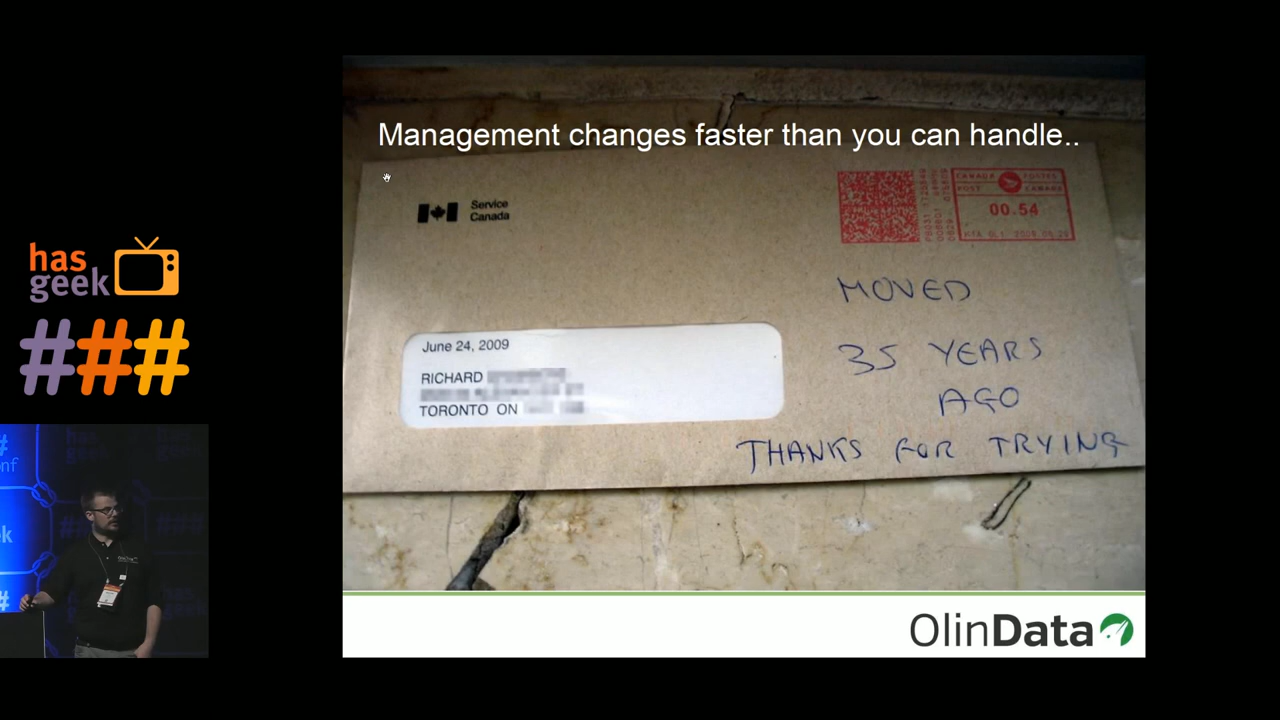 Management changes faster than you can handle..
Service
Canada
CANADA POSTES
POST CANADA
00.54
MOVED
35 YEARS
AGO
THANKS FOR TRYING
June 24, 2009
RICHARD
TORONTO ON
has
geek
###
OlinData